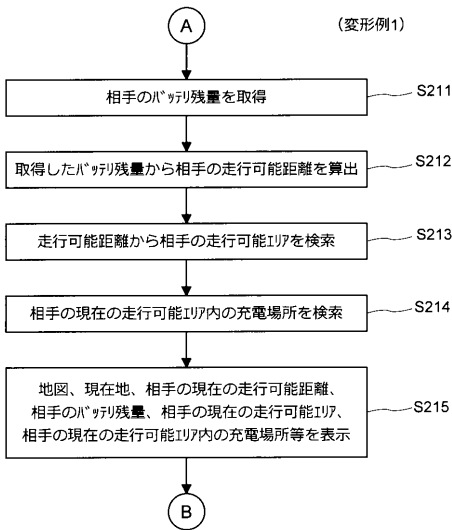 (変形例1)
A
相手のバッテリ残量を取得
S211
取得したバッテリ残量から相手の走行可能距離を算出
S212
走行可能距離から相手の走行可能エリアを検索
S213
相手の現在の走行可能エリア内の充電場所を検索
S214
地図、現在地、相手の現在の走行可能距離、
相手のバッテリ残量、相手の現在の走行可能エリア、
相手の現在の走行可能エリア内の充電場所等を表示
S215
B